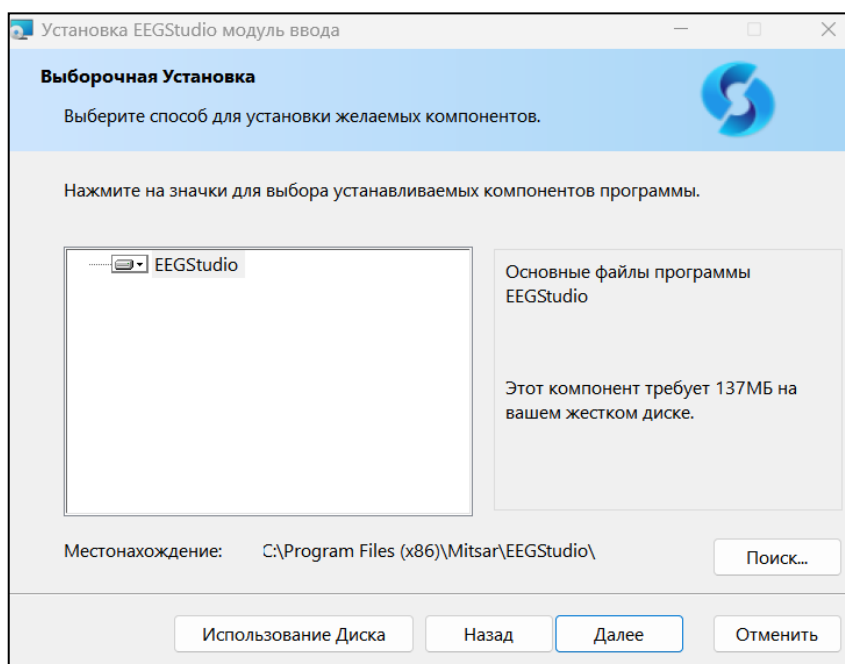 Установка EEGStudio модуль ввода
Выборочная Установка
Выберите способ для установки желаемых компонентов.
Нажмите на значки для выбора устанавливаемых компонентов программы.
EEGStudio
Основные файлы программы
EEGStudio
Этот компонент требует 137МБ на
вашем жестком диске.
Местонахождение: C:\Program Files (x86)\Mitsar\EEGStudio\
Поиск...
Использование Диска Назад Далее Отменить